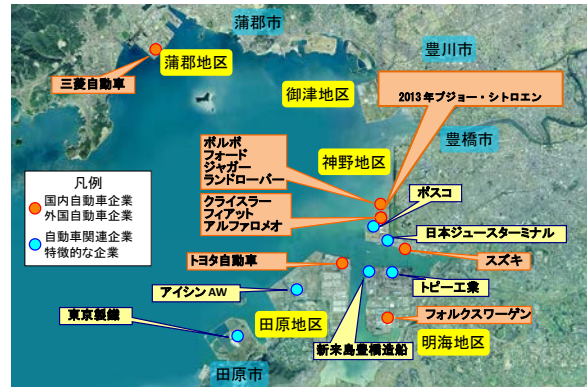 蒲郡市
豊川市
蒲郡地区
三菱自動車
御津地区
2013年プジョー・シトロエン
豊橋市
ボルボ
フォード
ジャガー
ランドローバー
神野地区
凡例
国内自動車企業
外国自動車企業
自動車関連企業
特徴的な企業
クライスラー
フィアット
アルファロメオ
ポスコ
日本ジュースターミナル
スズキ
トヨタ自動車
アイシンAW
トピー工業
東京製鐵
田原地区
フォルクスワーゲン
新来島豊橋造船
明海地区
田原市